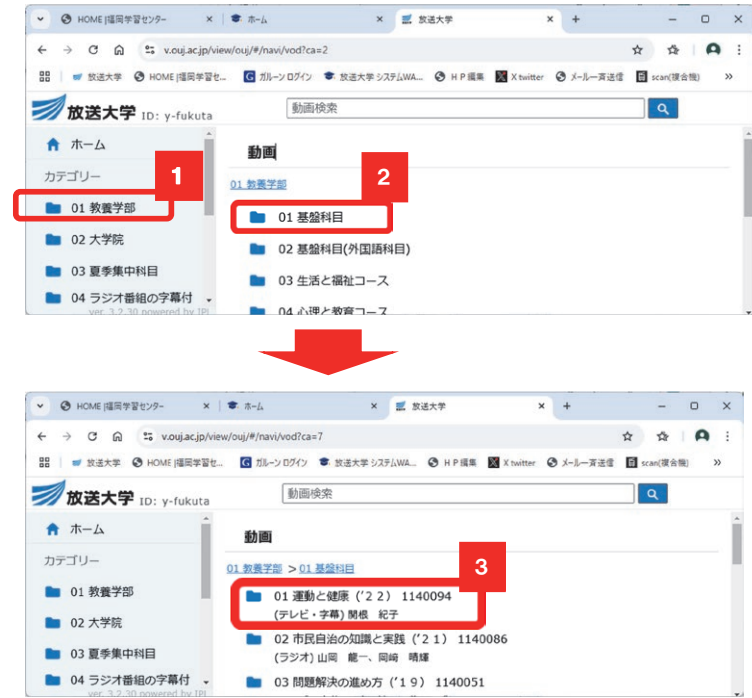 HOME |福岡学習センター
ホーム
放送大学
v.ouj.ac.jp/view/ouj/#/navi/vod?ca=2
放送大学
HOME |福岡学習セ...
ガルーン ログイン
放送大学 システムWA...
H P 編集
X twitter
メール一斉送信
scan(複合機)
放送大学 ID: y-fukuta
動画検索
ホーム
動画
カテゴリー
1
2
01 教養学部
01 教養学部
01 基盤科目
02 大学院
02 基盤科目(外国語科目)
03 夏季集中科目
03 生活と福祉コース
04 ラジオ番組の字幕付
04 心理と教育コース
ver. 3.2.30 powered by IPL
HOME |福岡学習センター
ホーム
放送大学
v.ouj.ac.jp/view/ouj/#/navi/vod?ca=7
放送大学
HOME |福岡学習セ...
ガルーン ログイン
放送大学 システムWA...
H P 編集
X twitter
メール一斉送信
scan(複合機)
放送大学 ID: y-fukuta
動画検索
ホーム
動画
カテゴリー
3
01 教養学部 > 01 基盤科目
01 教養学部
01 運動と健康（'２２） 1140094
(テレビ・字幕) 関根 紀子
02 大学院
02 市民自治の知識と実践（'２１） 1140086
(ラジオ) 山岡 龍一、岡﨑 晴輝
03 夏季集中科目
03 問題解決の進め方（'１９） 1140051
04 ラジオ番組の字幕付
ver. 3.2.30 powered by IPL